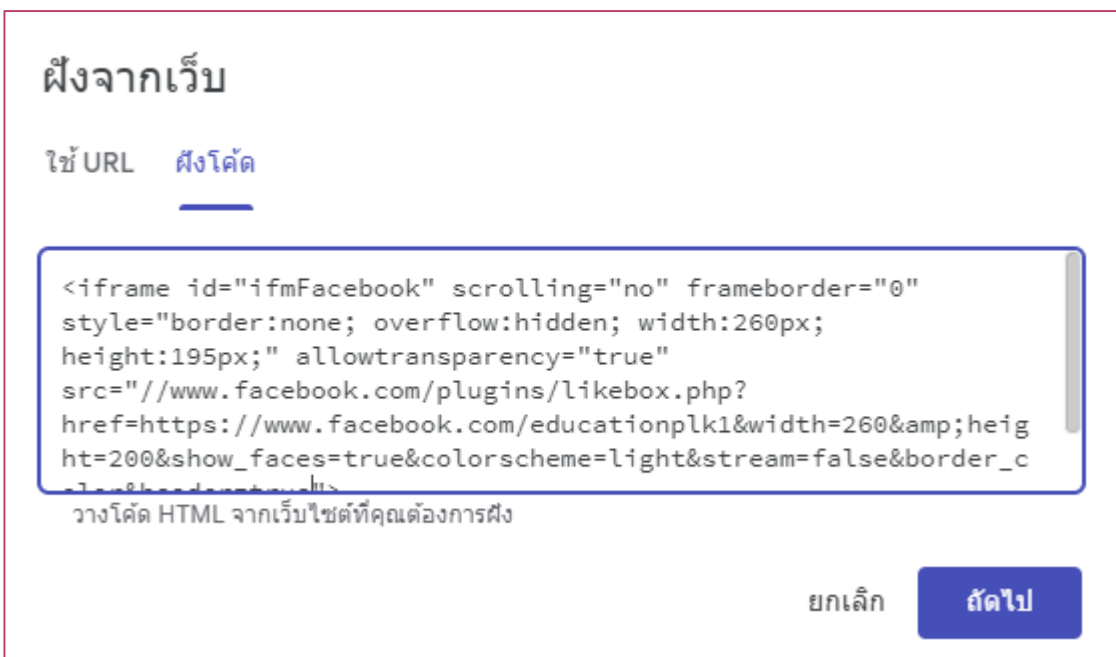 ฝังจากเว็บ
ใช้ URL ฝังโค้ด
<iframe id="ifmFacebook" scrolling="no" frameborder="0"
style="border:none; overflow:hidden; width:260px;
height:195px;" allowtransparency="true"
src="//www.facebook.com/plugins/likebox.php?
href=https://www.facebook.com/educationplk1&width=260&amp;heig
ht=200&show_faces=true&colorscheme=light&stream=false&border_c
olor&header=true">
วางโค้ด HTML จากเว็บไซต์ที่คุณต้องการฝัง
ยกเลิก ถัดไป